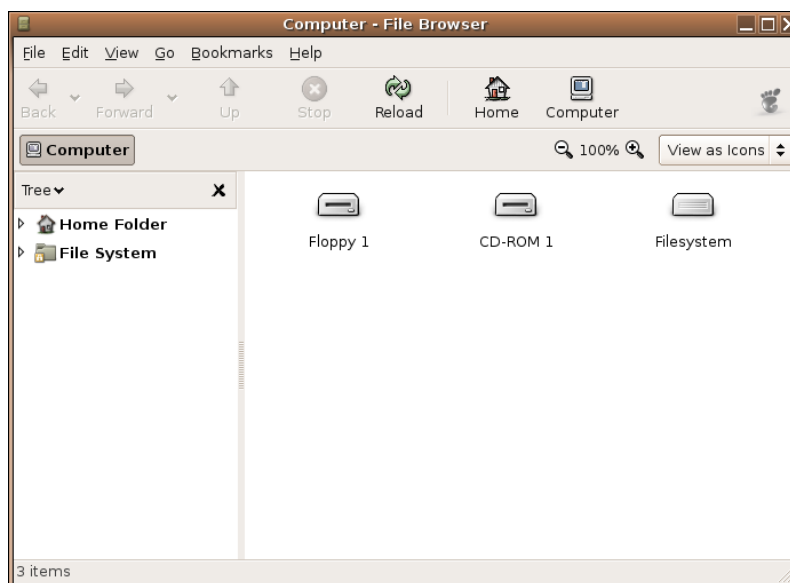 Computer - File Browser
File Edit View Go Bookmarks Help
Back Forward Up Stop Reload Home Computer
Computer 100% View as Icons
Tree
Home Folder
File System
Floppy 1 CD-ROM 1 Filesystem
3 items